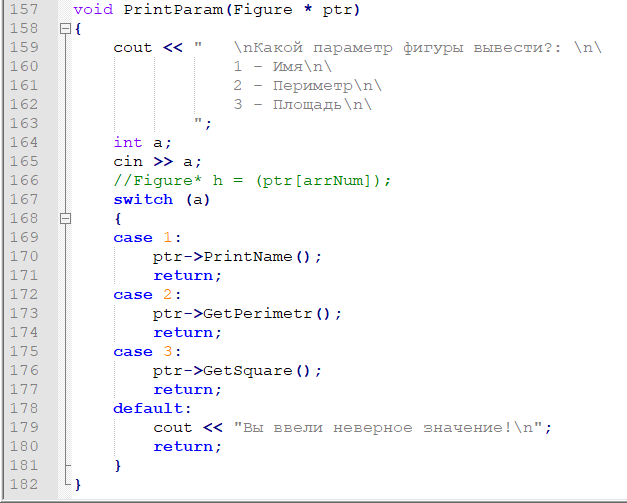 157 void PrintParam(Figure * ptr)
158 {
159     cout << "   \nКакой параметр фигуры вывести?: \n\
160                 1 - Имя\n\
161                 2 - Периметр\n\
162                 3 - Площадь\n\
163             ";
164     int a;
165     cin >> a;
166     //Figure* h = (ptr[arrNum]);
167     switch (a)
168     {
169     case 1:
170         ptr->PrintName();
171         return;
172     case 2:
173         ptr->GetPerimetr();
174         return;
175     case 3:
176         ptr->GetSquare();
177         return;
178     default:
179         cout << "Вы ввели неверное значение!\n";
180         return;
181     }
182 }